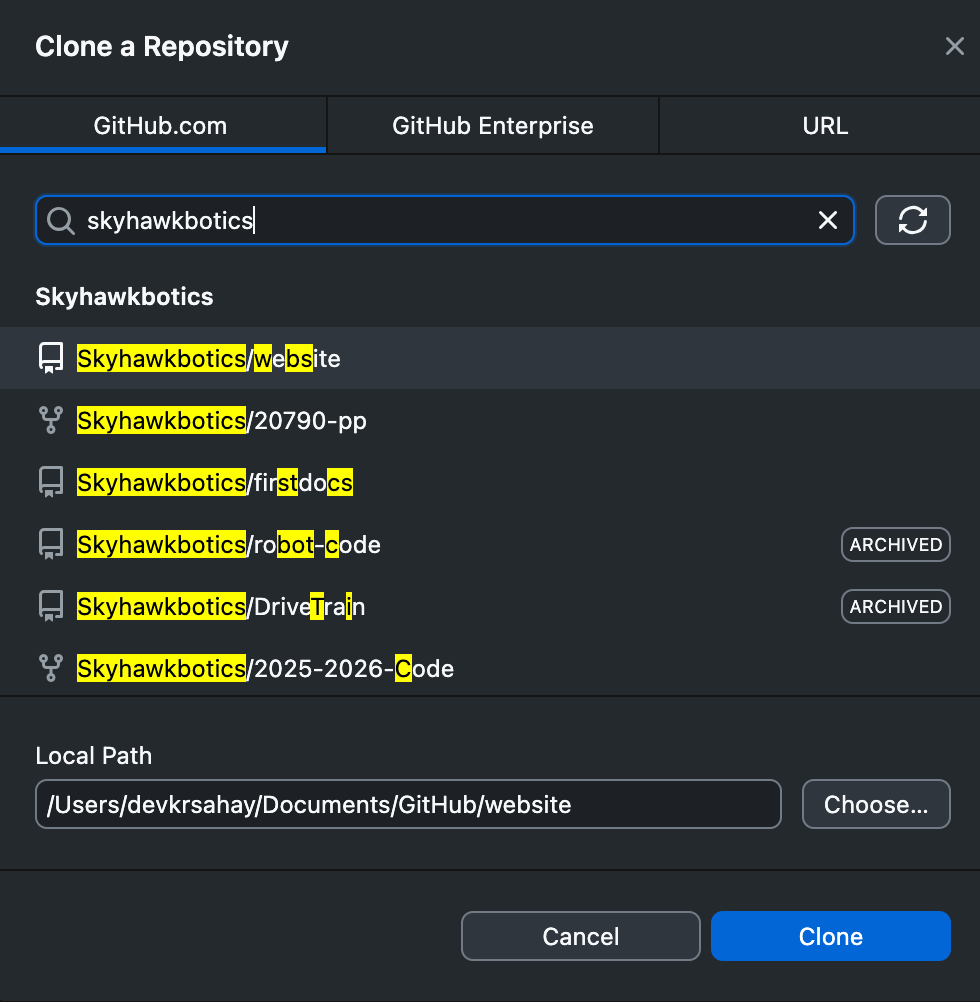 Clone a Repository
GitHub.com
GitHub Enterprise
URL
skyhawkbotics
Skyhawkbotics
Skyhawkbotics/website
Skyhawkbotics/20790-pp
Skyhawkbotics/firstdocs
Skyhawkbotics/robot-code
ARCHIVED
Skyhawkbotics/DriveTrain
ARCHIVED
Skyhawkbotics/2025-2026-Code
Local Path
/Users/devkrsahay/Documents/GitHub/website
Choose...
Cancel
Clone